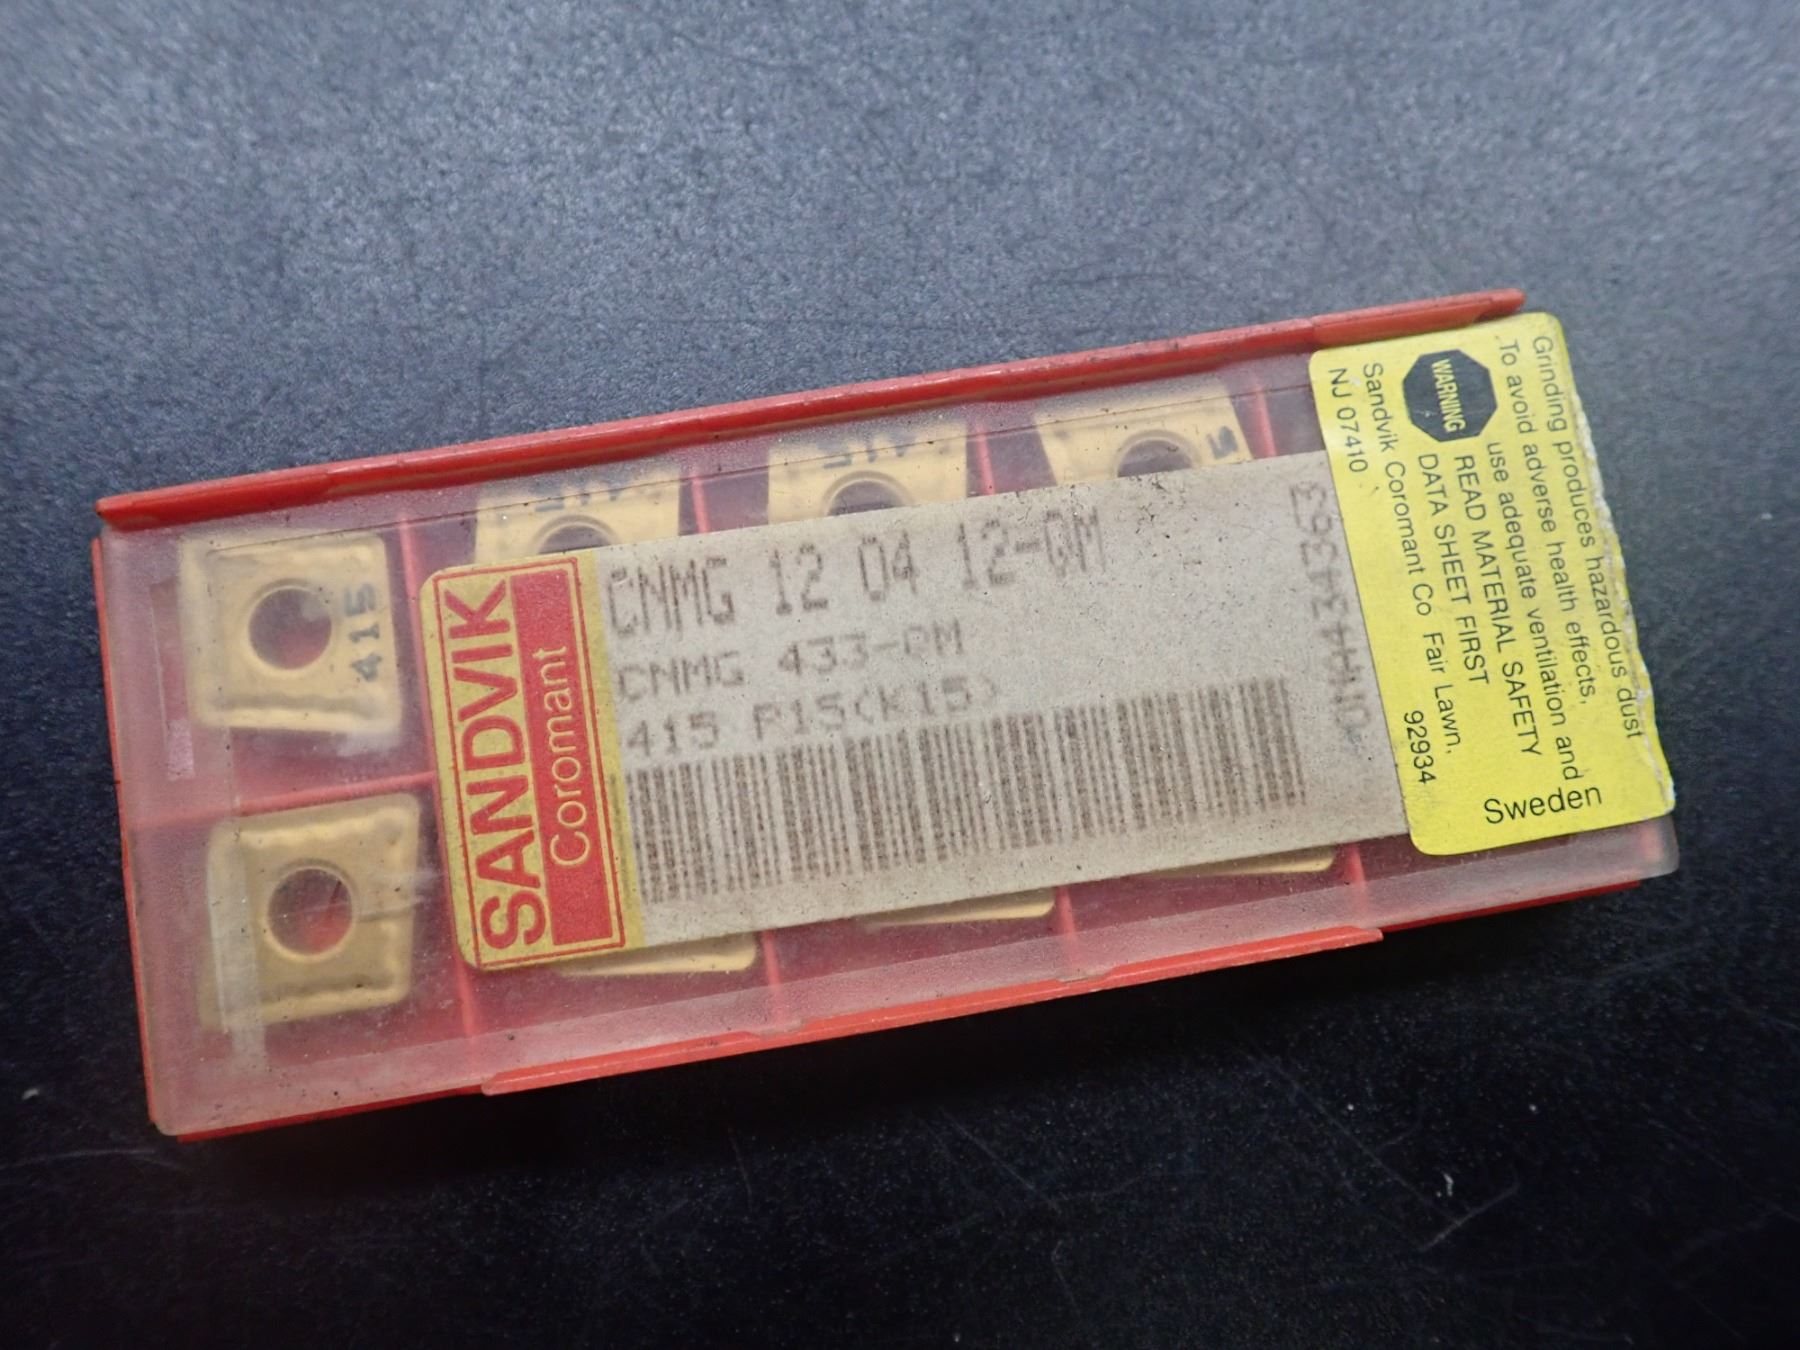 SANDVIK
Coromant
CNMG 12 04 12-QM
CNMG 433-QM
415 P15(K15)
415
415
415
Grinding produces hazardous dust
To avoid adverse health effects,
use adequate ventilation and
WARNING
READ MATERIAL SAFETY
DATA SHEET FIRST
Sandvik Coromant Co Fair Lawn,
NJ 07410
92934
Sweden